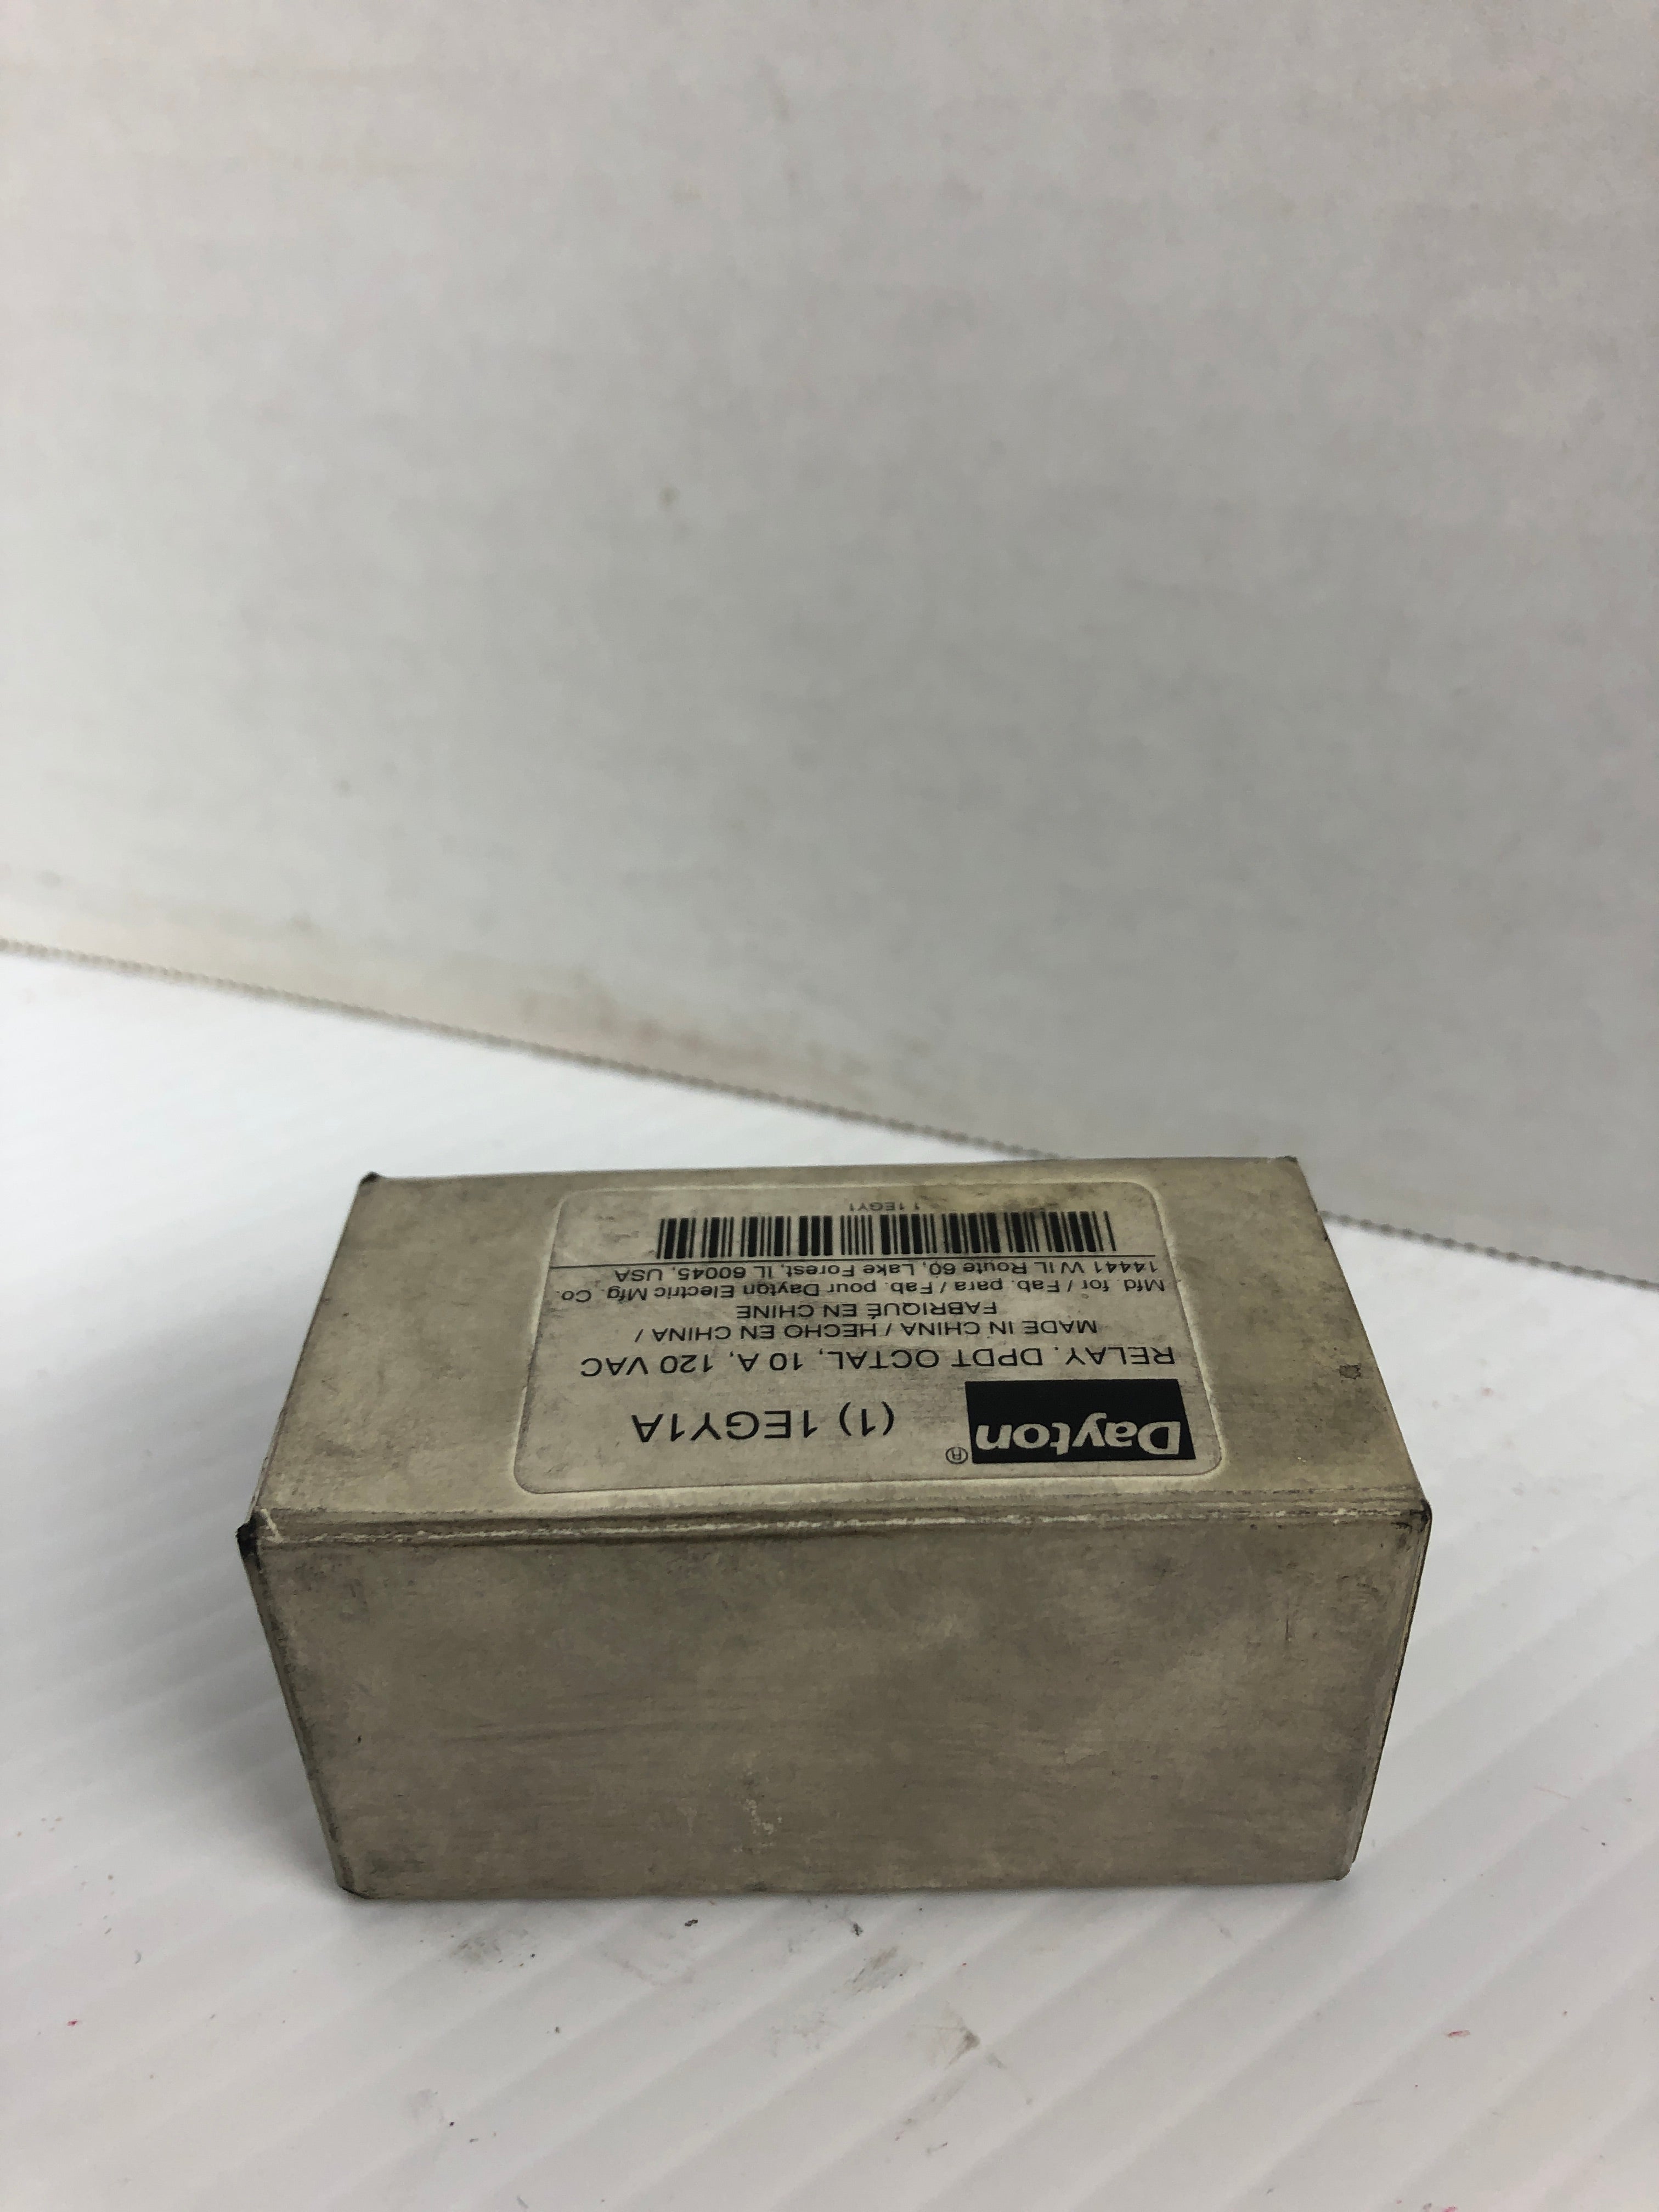 Dayton® (1) 1EGY1A
RELAY. DPDT OCTAL, 10 A, 120 VAC
MADE IN CHINA / HECHO EN CHINA /
FABRIQUÉ EN CHINE
Mfd. for / Fab. para / Fab. pour Dayton Electric Mfg. Co.
14441 W IL Route 60, Lake Forest, IL 60045, USA
1 1EGY1